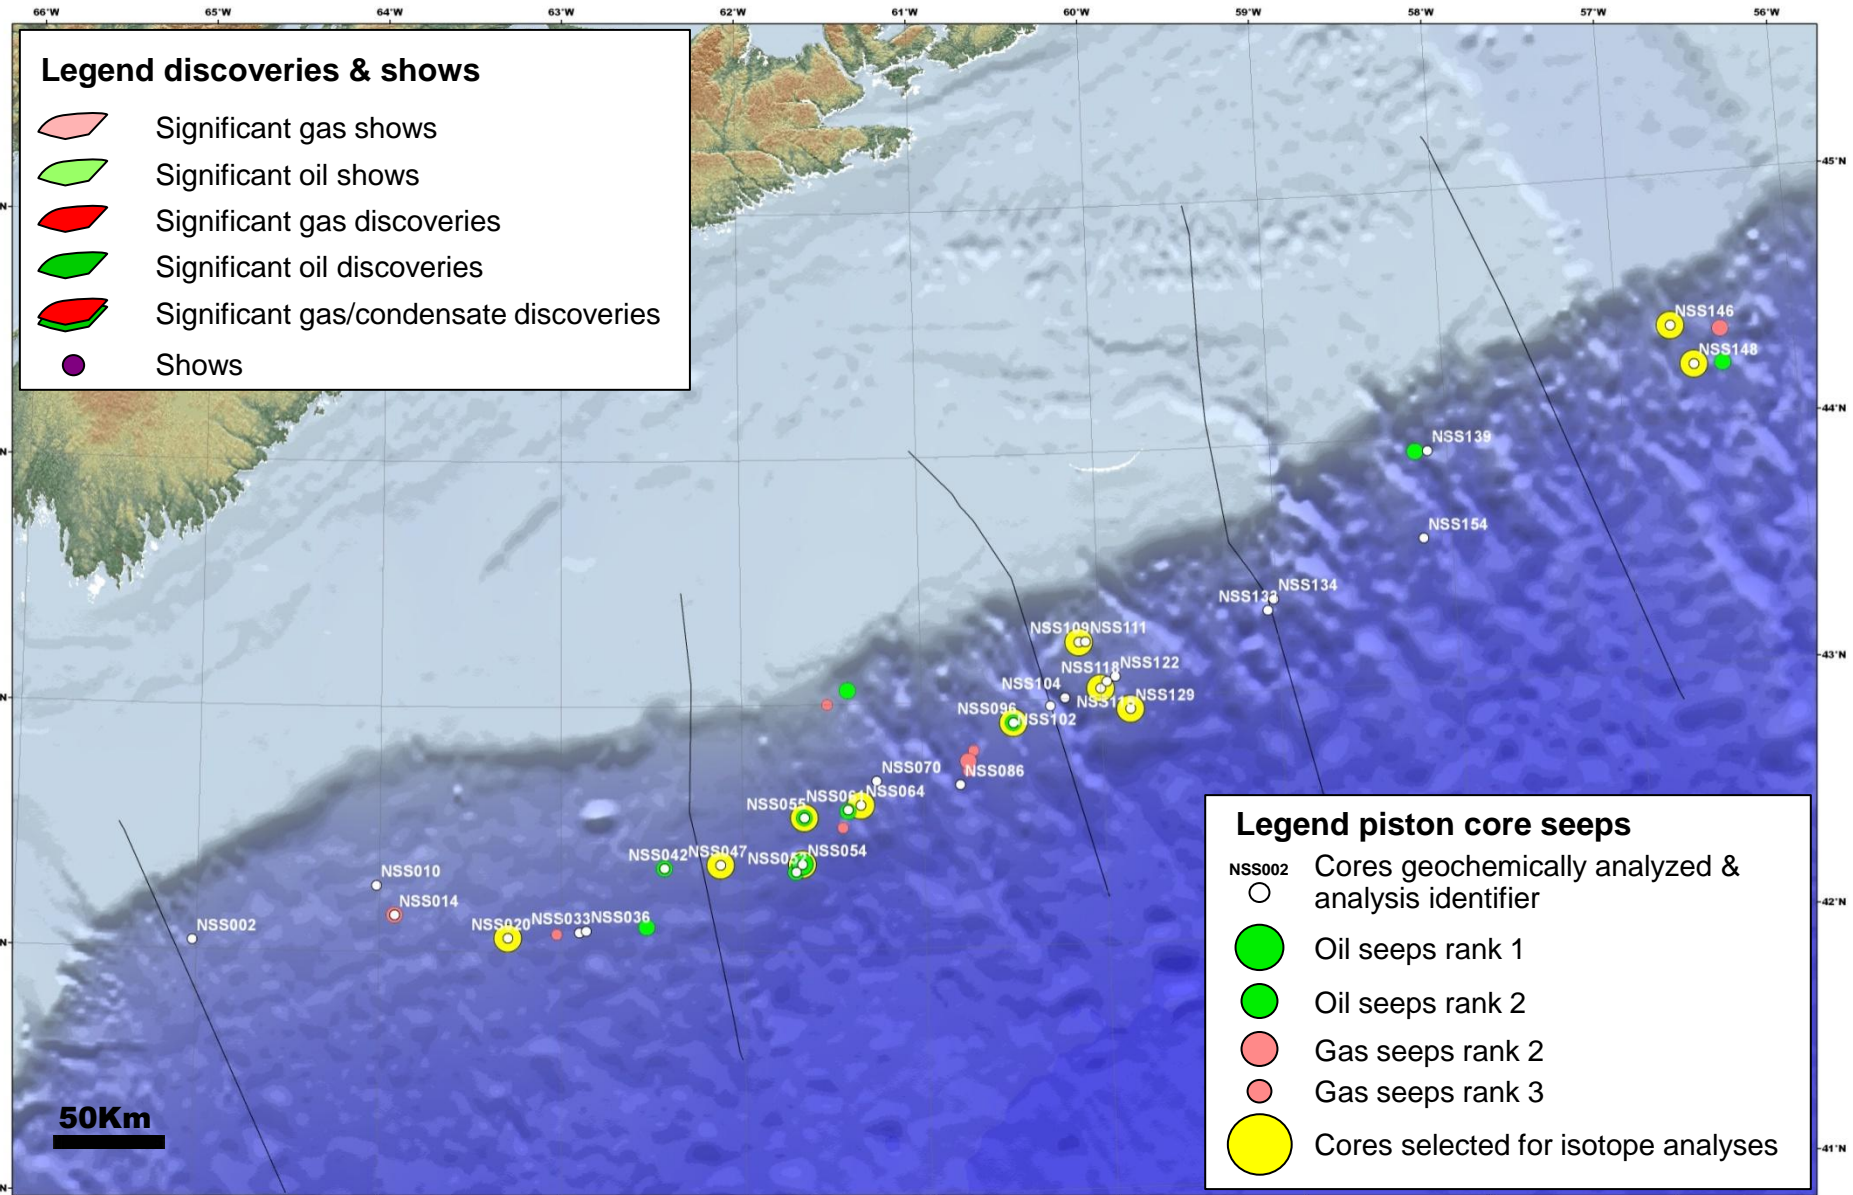 66°W 65°W 64°W 63°W 62°W 61°W 60°W 59°W 58°W 57°W 56°W
Legend discoveries & shows
Significant gas shows
Significant oil shows
Significant gas discoveries
Significant oil discoveries
Significant gas/condensate discoveries
Shows
45°N
44°N
43°N
42°N
41°N
NSS146
NSS148
NSS139
NSS154
NSS134
NSS133
NSS109 NSS111
NSS118 NSS122
NSS104
NSS129
NSS096
NSS102
NSS070
NSS086
NSS055 NSS061 NSS064
NSS042 NSS047 NSS054
NSS010
NSS014
NSS002
NSS020 NSS033 NSS036
50Km
Legend piston core seeps
NSS002 Cores geochemically analyzed &
analysis identifier
Oil seeps rank 1
Oil seeps rank 2
Gas seeps rank 2
Gas seeps rank 3
Cores selected for isotope analyses